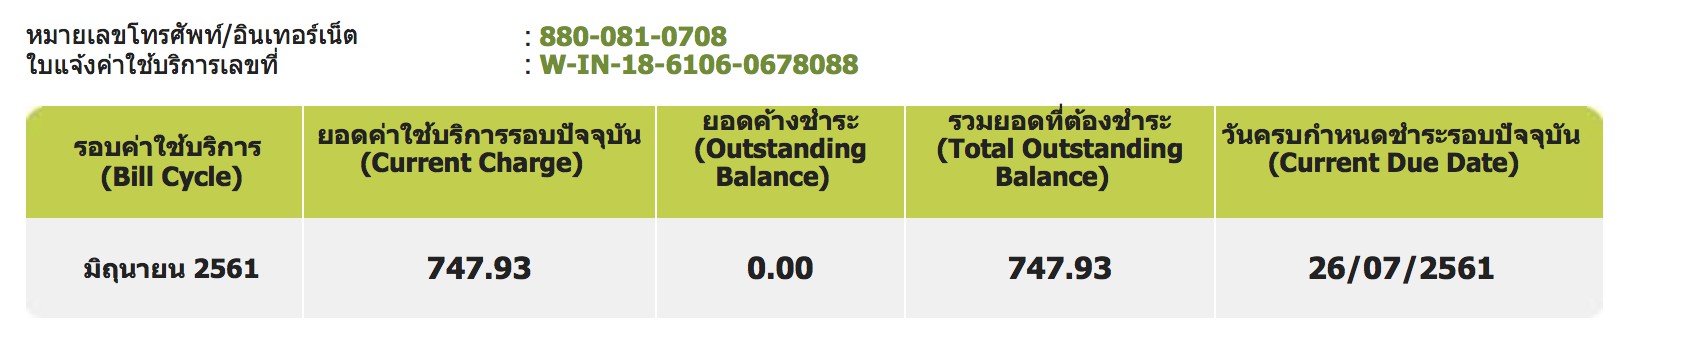 หมายเลขโทรศัพท์/อินเทอร์เน็ต : 880-081-0708
ใบแจ้งค่าใช้บริการเลขที่ : W-IN-18-6106-0678088
รอบค่าใช้บริการ
(Bill Cycle)
ยอดค่าใช้บริการรอบปัจจุบัน
(Current Charge)
ยอดค้างชำระ
(Outstanding
Balance)
รวมยอดที่ต้องชำระ
(Total Outstanding
Balance)
วันครบกำหนดชำระรอบปัจจุบัน
(Current Due Date)
มิถุนายน 2561
747.93
0.00
747.93
26/07/2561